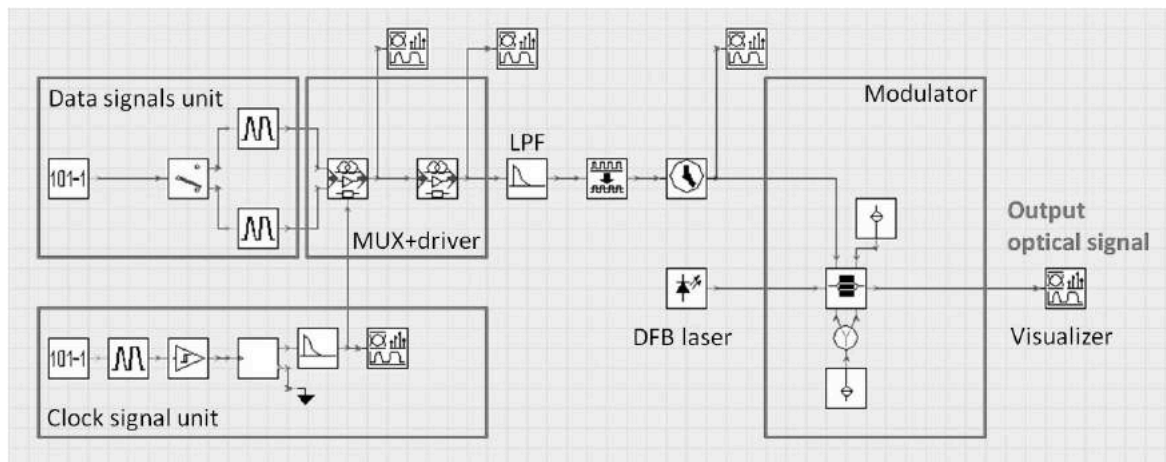 Data signals unit
101-1
MUX+driver
LPF
Modulator
DFB laser
Output
optical signal
Visualizer
101-1
Clock signal unit
Y